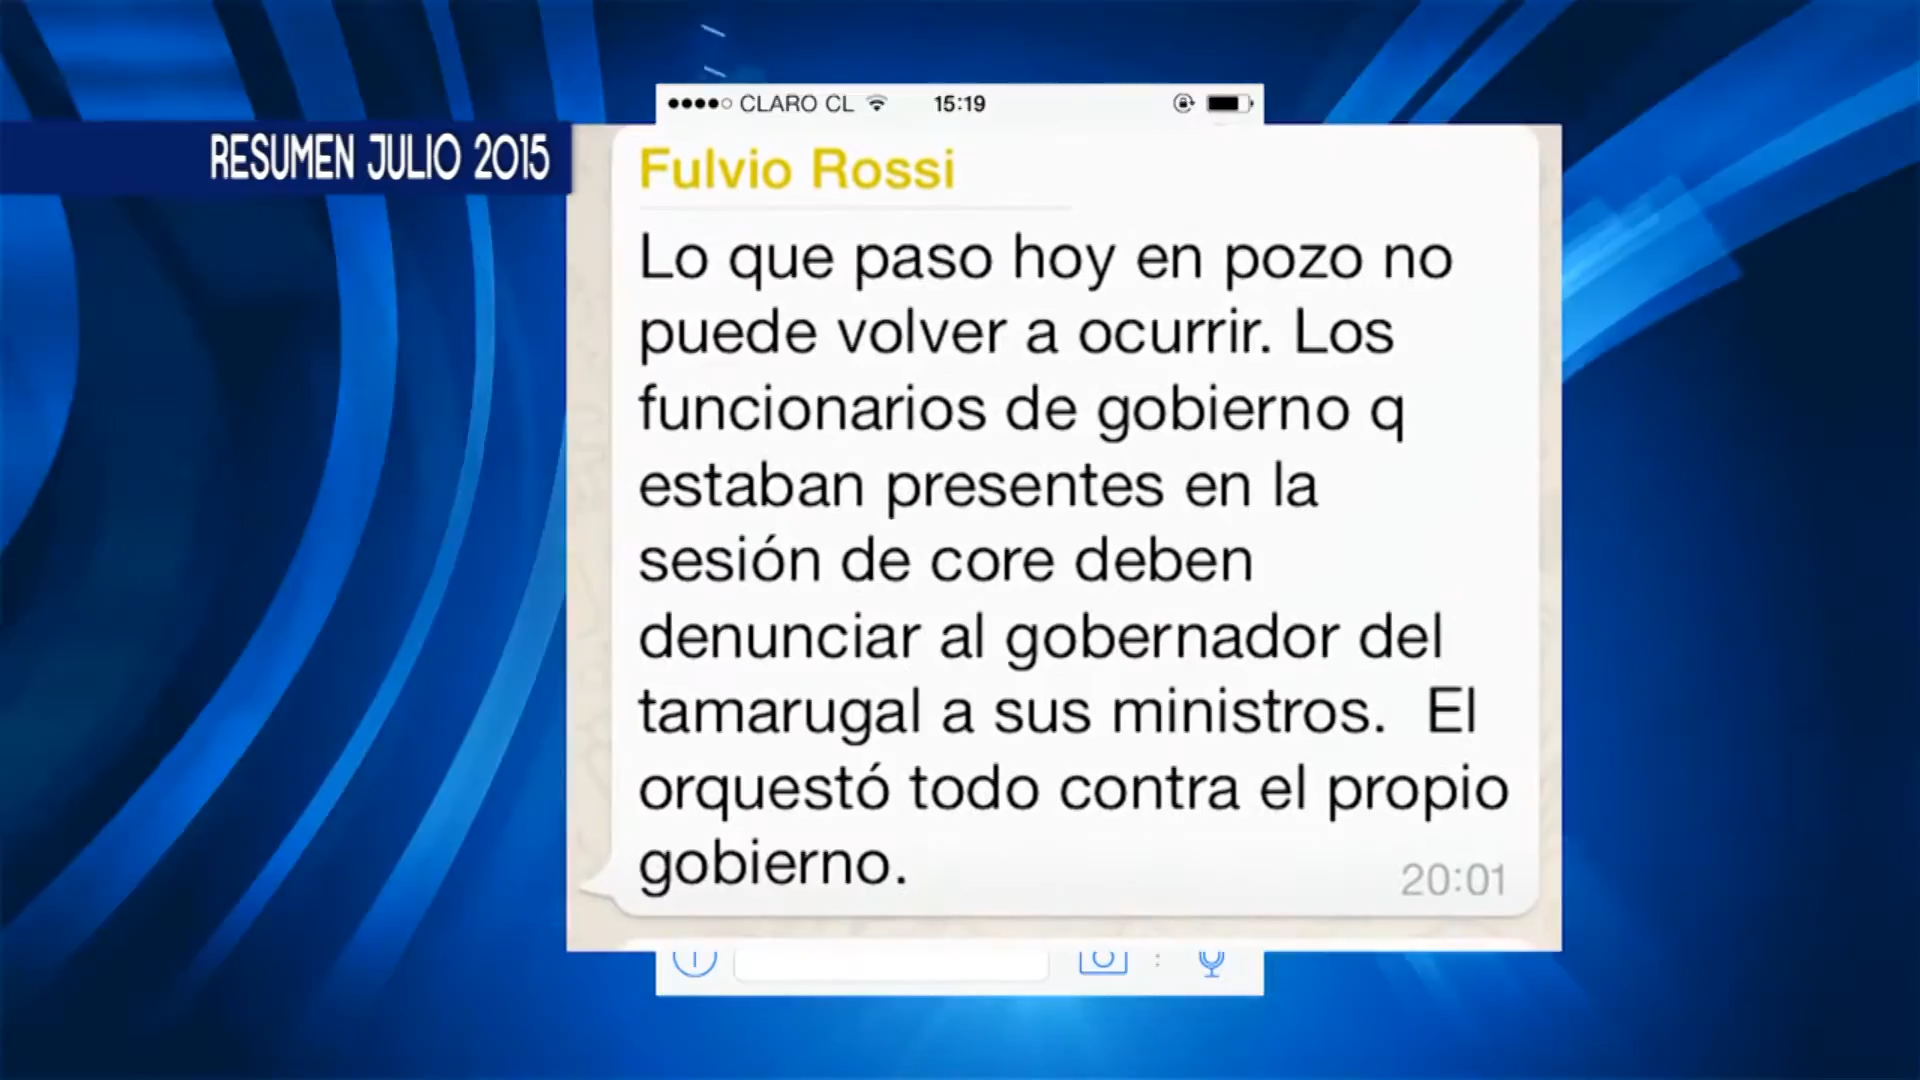 CLARO CL 15:19
RESUMEN JULIO 2015
Fulvio Rossi
Lo que paso hoy en pozo no
puede volver a ocurrir. Los
funcionarios de gobierno q
estaban presentes en la
sesión de core deben
denunciar al gobernador del
tamarugal a sus ministros.  El
orquestó todo contra el propio
gobierno.
20:01